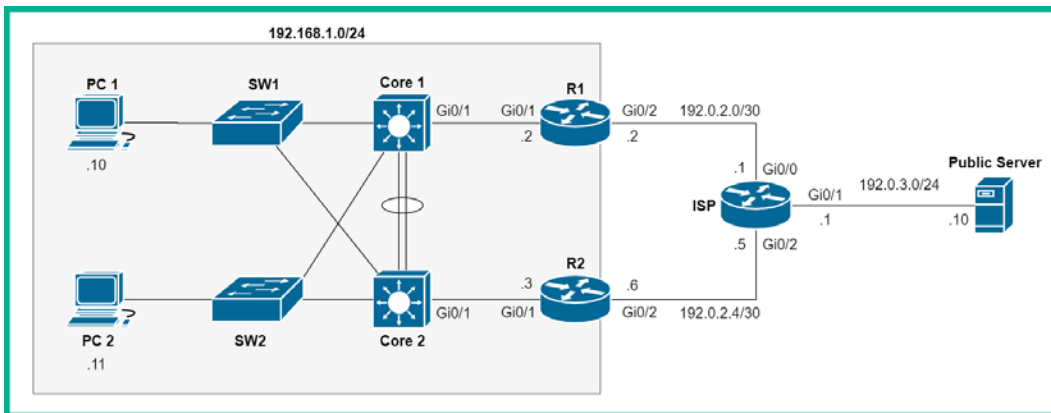 192.168.1.0/24
PC 1
SW1
Core 1
R1
Gi0/1
Gi0/1
Gi0/2
192.0.2.0/30
.10
.2
.2
.1
Gi0/0
Public Server
Gi0/1
192.0.3.0/24
ISP
.1
.10
.5
Gi0/2
R2
.3
.6
Gi0/1
Gi0/1
Gi0/2
192.0.2.4/30
PC 2
SW2
Core 2
.11